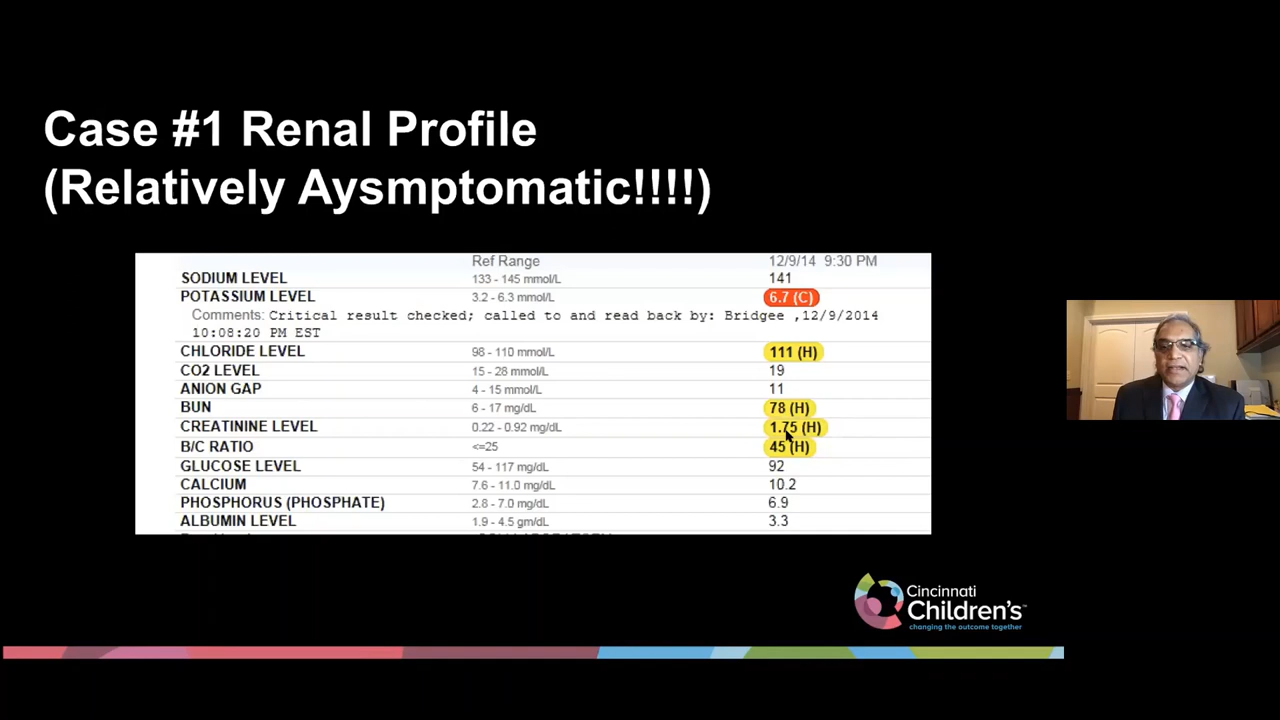 Case #1 Renal Profile
(Relatively Aysmptomatic!!!!)
Ref Range 12/9/14 9:30 PM
SODIUM LEVEL 133 - 145 mmol/L 141
POTASSIUM LEVEL 3.2 - 6.3 mmol/L 6.7 (C)
Comments: Critical result checked; called to and read back by: Bridgee ,12/9/2014
10:08:20 PM EST
CHLORIDE LEVEL 98 - 110 mmol/L 111 (H)
CO2 LEVEL 15 - 28 mmol/L 19
ANION GAP 4 - 15 mmol/L 11
BUN 6 - 17 mg/dL 78 (H)
CREATININE LEVEL 0.22 - 0.92 mg/dL 1.75 (H)
B/C RATIO <=25 45 (H)
GLUCOSE LEVEL 54 - 117 mg/dL 92
CALCIUM 7.6 - 11.0 mg/dL 10.2
PHOSPHORUS (PHOSPHATE) 2.8 - 7.0 mg/dL 6.9
ALBUMIN LEVEL 1.9 - 4.5 gm/dL 3.3
Cincinnati
Children's™
changing the outcome together